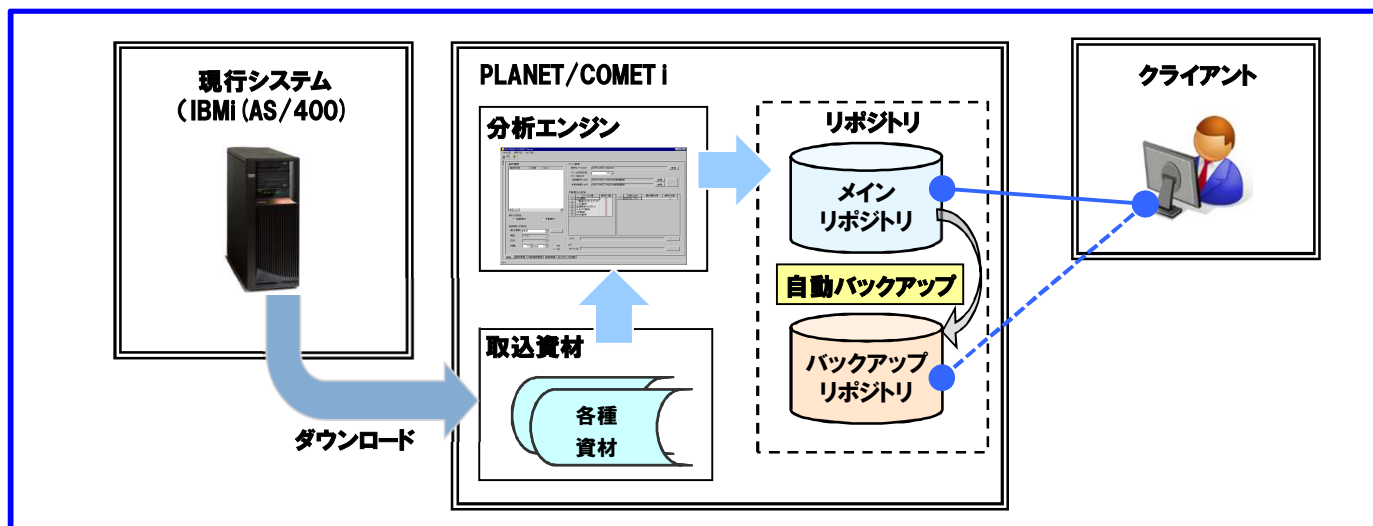 現行システム
(IBMi(AS/400)
ダウンロード
PLANET/COMETi
分析エンジン
取込資材
各種
資材
リポジトリ
メイン
リポジトリ
自動バックアップ
バックアップ
リポジトリ
クライアント